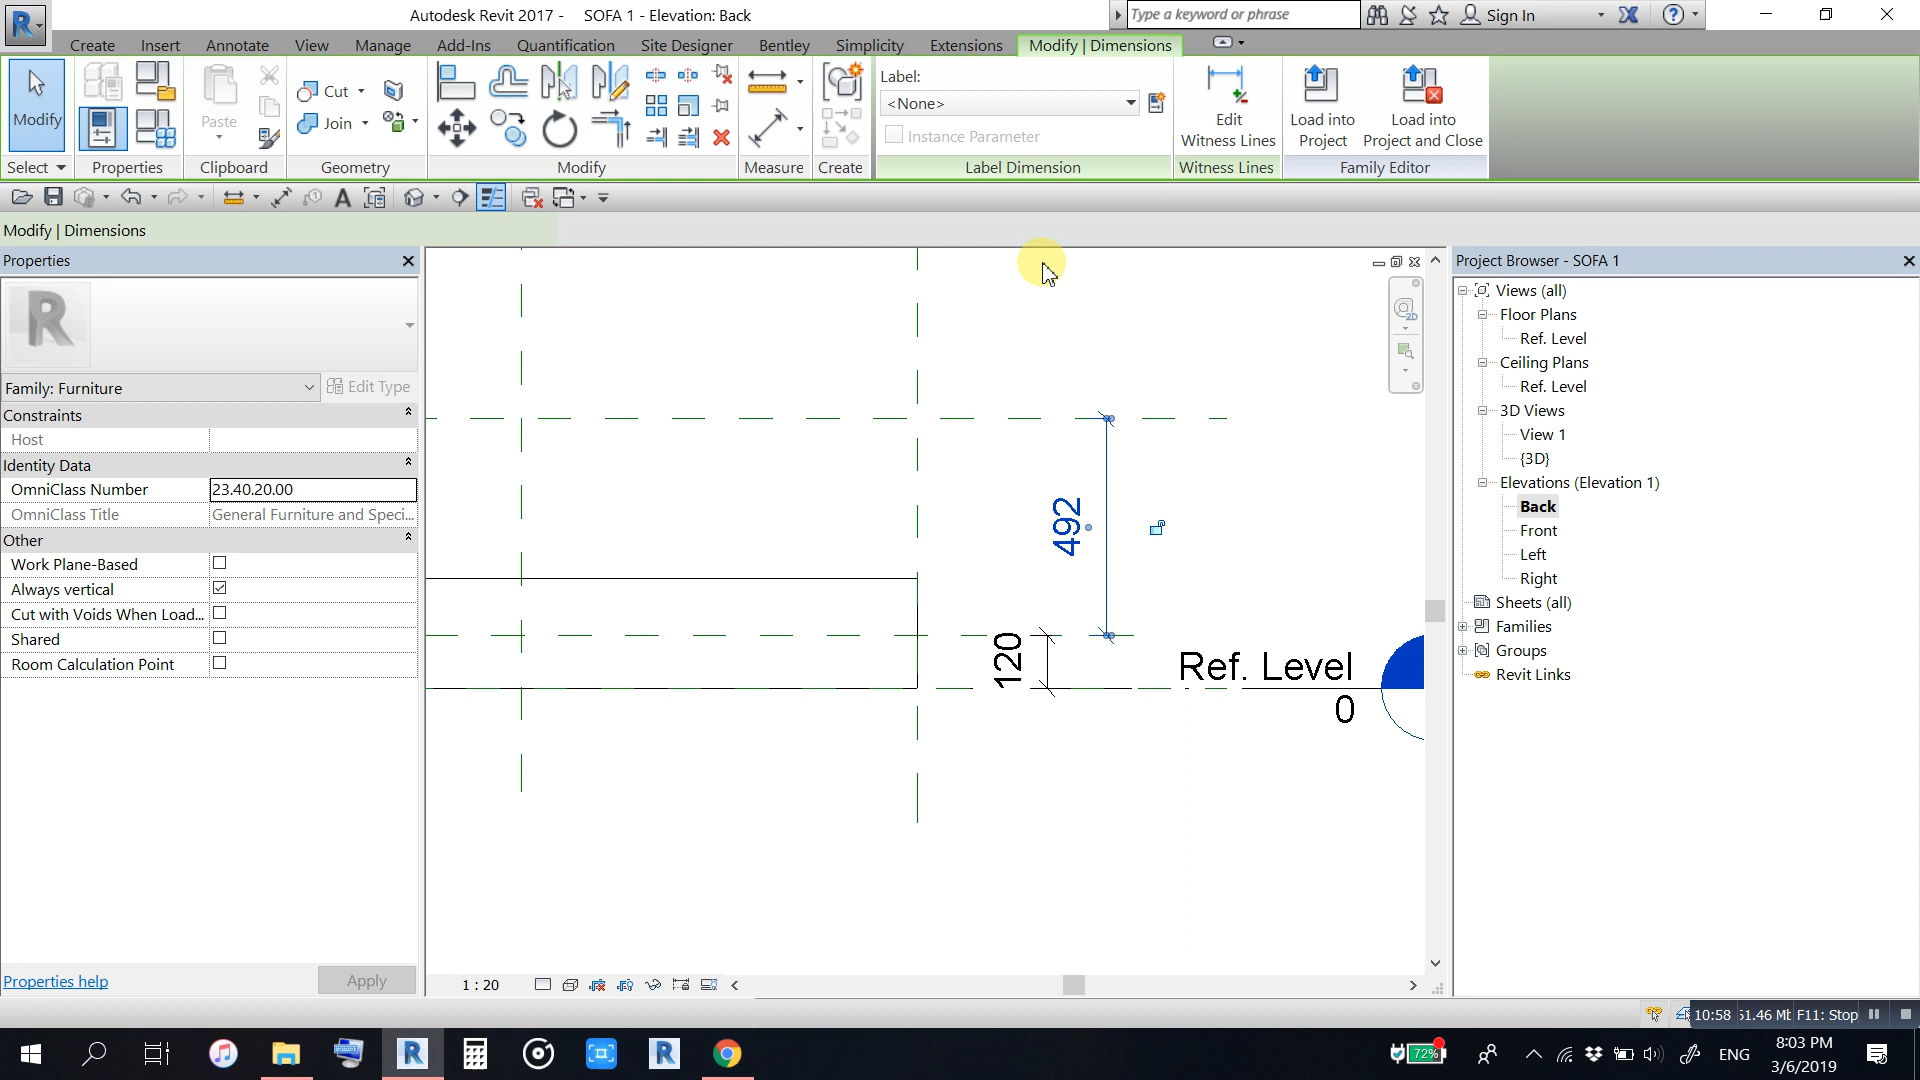 Autodesk Revit 2017 - SOFA 1 - Elevation: Back
Type a keyword or phrase
Sign In
Create Insert Annotate View Manage Add-Ins Quantification Site Designer Bentley Simplicity Extensions Modify | Dimensions
Modify
Paste
Cut
Join
Label:
<None>
Instance Parameter
Edit
Witness Lines
Load into
Project
Load into
Project and Close
Select Properties Clipboard Geometry Modify Measure Create Label Dimension Witness Lines Family Editor
Modify | Dimensions
Properties
R
Family: Furniture
Edit Type
Constraints
Host
Identity Data
OmniClass Number 23.40.20.00
OmniClass Title General Furniture and Speci...
Other
Work Plane-Based
Always vertical
Cut with Voids When Load...
Shared
Room Calculation Point
Properties help
Apply
2D
492
120
Ref. Level
0
1 : 20
Project Browser - SOFA 1
Views (all)
Floor Plans
Ref. Level
Ceiling Plans
Ref. Level
3D Views
View 1
{3D}
Elevations (Elevation 1)
Back
Front
Left
Right
Sheets (all)
Families
Groups
Revit Links
10:58
51.46 Mb
F11: Stop
72%
ENG
8:03 PM
3/6/2019